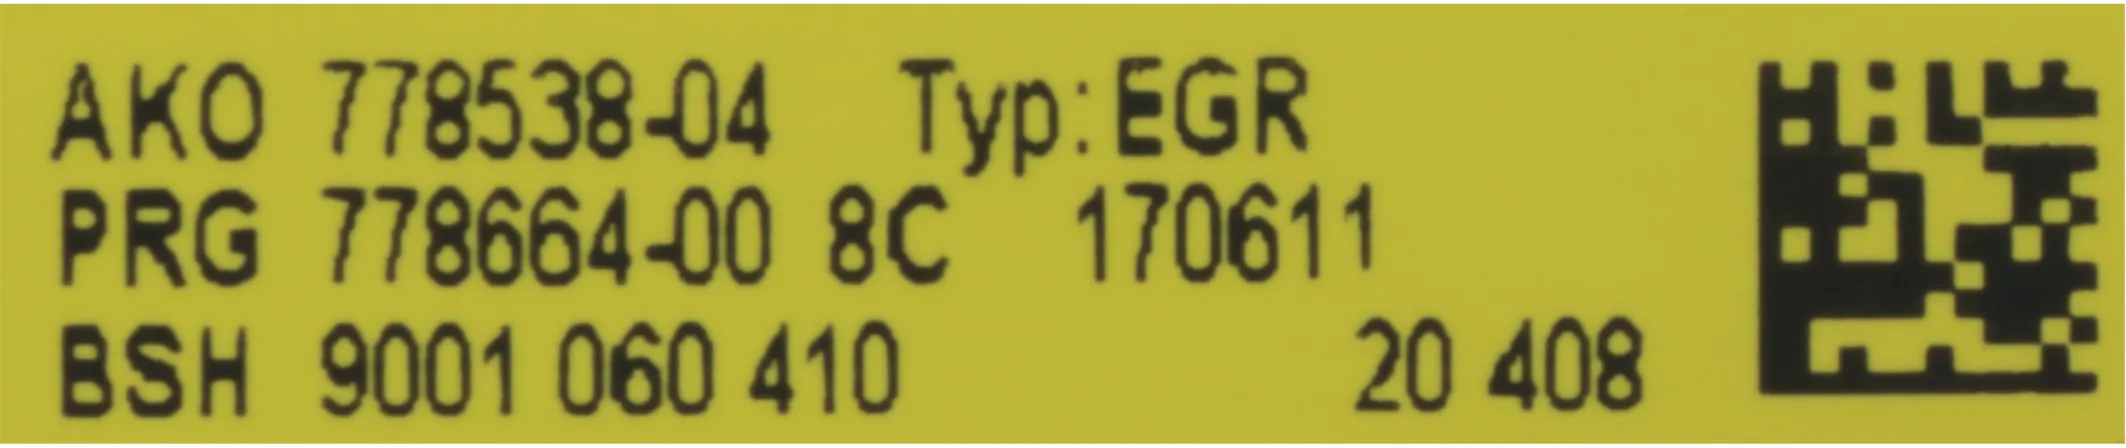 AKO 778538-04 Typ:EGR
PRG 778664-00 8C 170611
BSH 9001 060 410 20 408